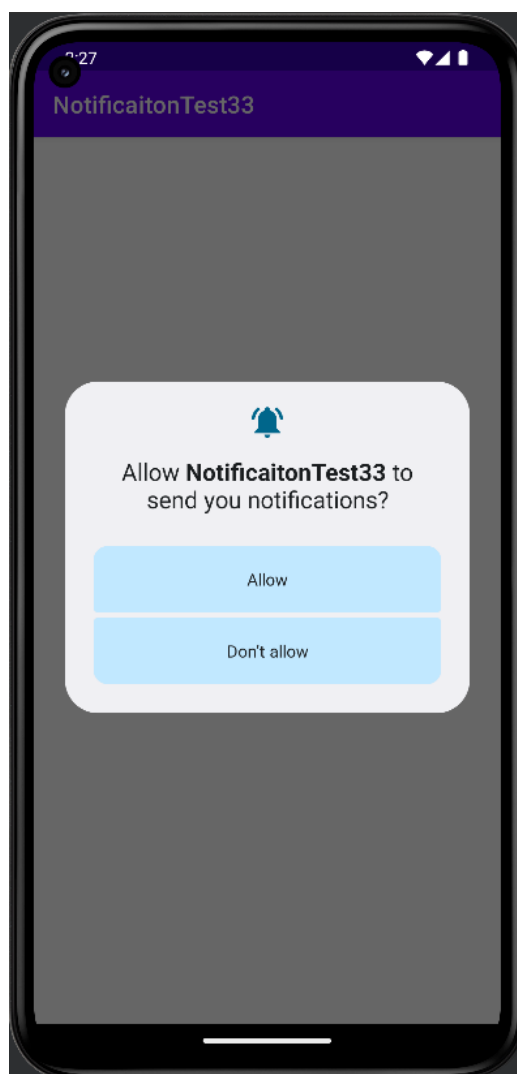 NotificaitonTest33
Allow NotificaitonTest33 to
send you notifications?
Allow
Don't allow